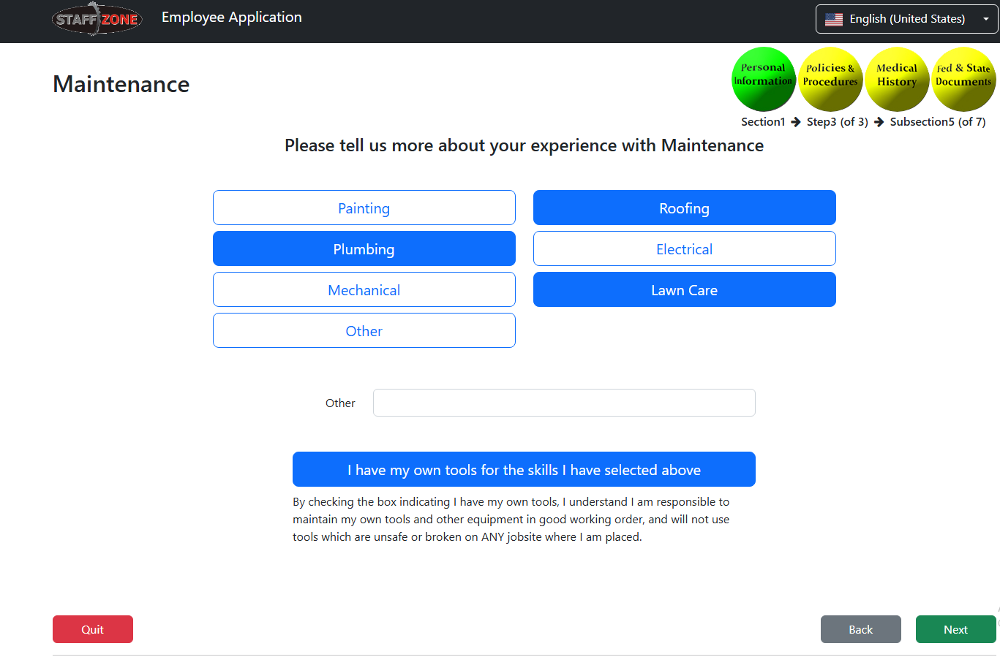 STAFF ZONE
Employee Application
English (United States)
Maintenance
Personal
Information
Policies &
Procedures
Medical
History
Fed & State
Documents
Section1 → Step3 (of 3) → Subsection5 (of 7)
Please tell us more about your experience with Maintenance
Painting
Roofing
Plumbing
Electrical
Mechanical
Lawn Care
Other
Other
I have my own tools for the skills I have selected above
By checking the box indicating I have my own tools, I understand I am responsible to
maintain my own tools and other equipment in good working order, and will not use
tools which are unsafe or broken on ANY jobsite where I am placed.
Quit
Back
Next